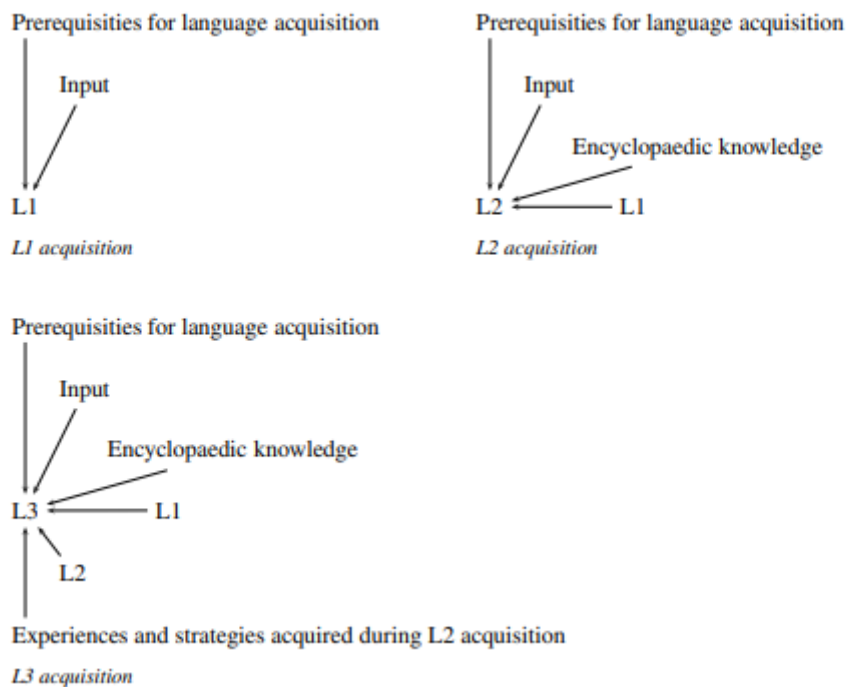 Prerequisities for language acquisition
Input
L1
L1 acquisition
Prerequisities for language acquisition
Input
Encyclopaedic knowledge
L2
L1
L2 acquisition
Prerequisities for language acquisition
Input
Encyclopaedic knowledge
L3
L1
L2
Experiences and strategies acquired during L2 acquisition
L3 acquisition